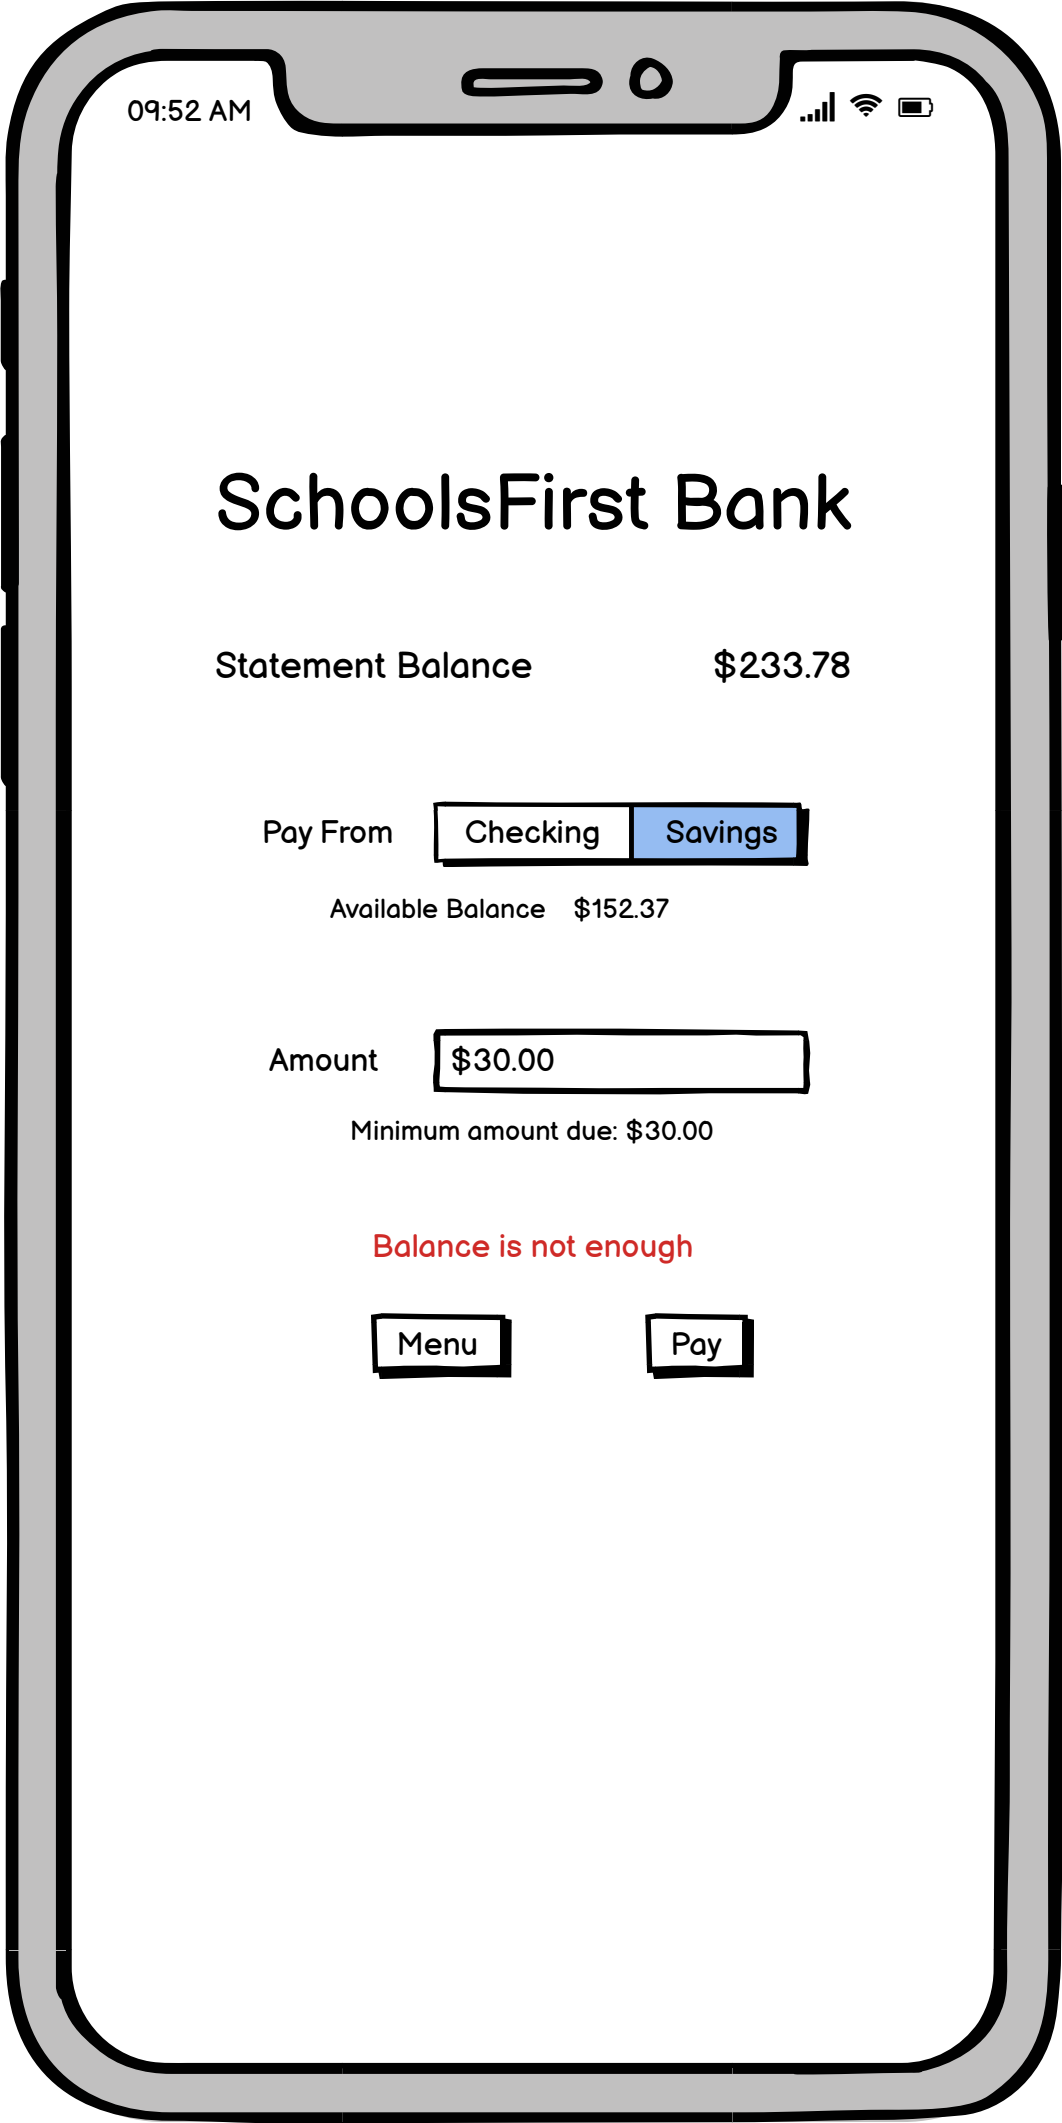 09:52 AM
SchoolsFirst Bank
Statement Balance $233.78
Pay From Checking Savings
Available Balance $152.37
Amount $30.00
Minimum amount due: $30.00
Balance is not enough
Menu Pay